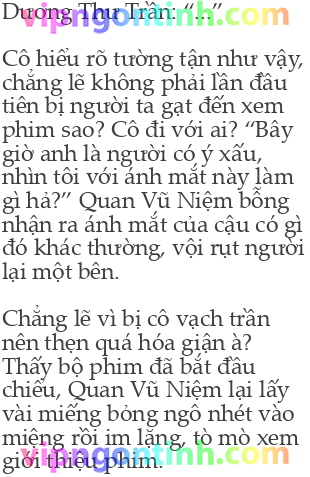 Dương Thư Trần: “...”
vipngontinh.com
Cô hiểu rõ tường tận như vậy,
chẳng lẽ không phải lần đầu
tiên bị người ta gạt đến xem
phim sao? Cô đi với ai? “Bây
giờ anh là người có ý xấu,
nhìn tôi với ánh mắt này làm
gì hả?” Quan Vũ Niệm bỗng
nhận ra ánh mắt của cậu có gì
đó khác thường, vội rụt người
lại một bên.
Chẳng lẽ vì bị cô vạch trần
nên thẹn quá hóa giận à?
Thấy bộ phim đã bắt đầu
chiếu, Quan Vũ Niệm lại lấy
vài miếng bỏng ngô nhét vào
miệng rồi im lặng, tò mò xem
giới thiệu phim.
vipngontinh.com